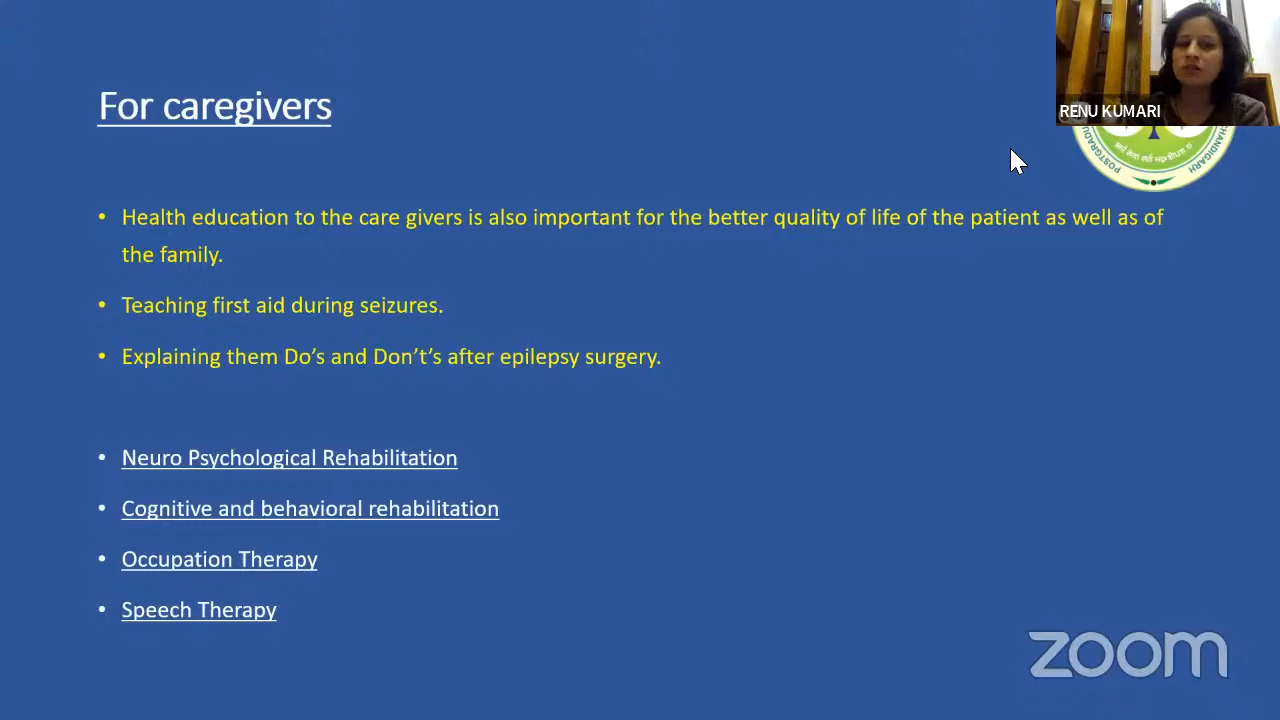 For caregivers
RENU KUMARI
POSTGRADU
CHANDIGARH
• Health education to the care givers is also important for the better quality of life of the patient as well as of
the family.
• Teaching first aid during seizures.
• Explaining them Do’s and Don’t’s after epilepsy surgery.
• Neuro Psychological Rehabilitation
• Cognitive and behavioral rehabilitation
• Occupation Therapy
• Speech Therapy
zoom